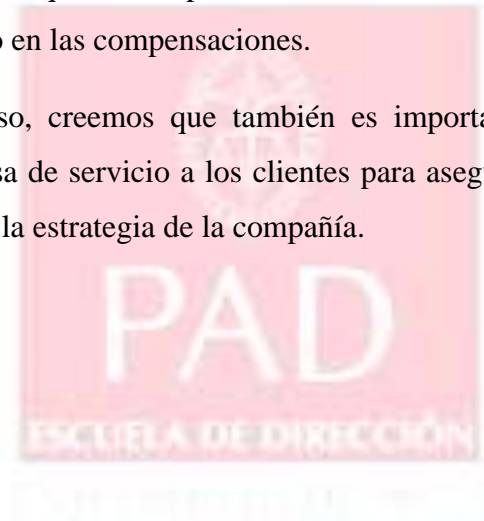 en las compensaciones.
so, creemos que también es importa
sa de servicio a los clientes para aseg
la estrategia de la compañía.
PAD
ESCUELA DE DIRECCIÓN